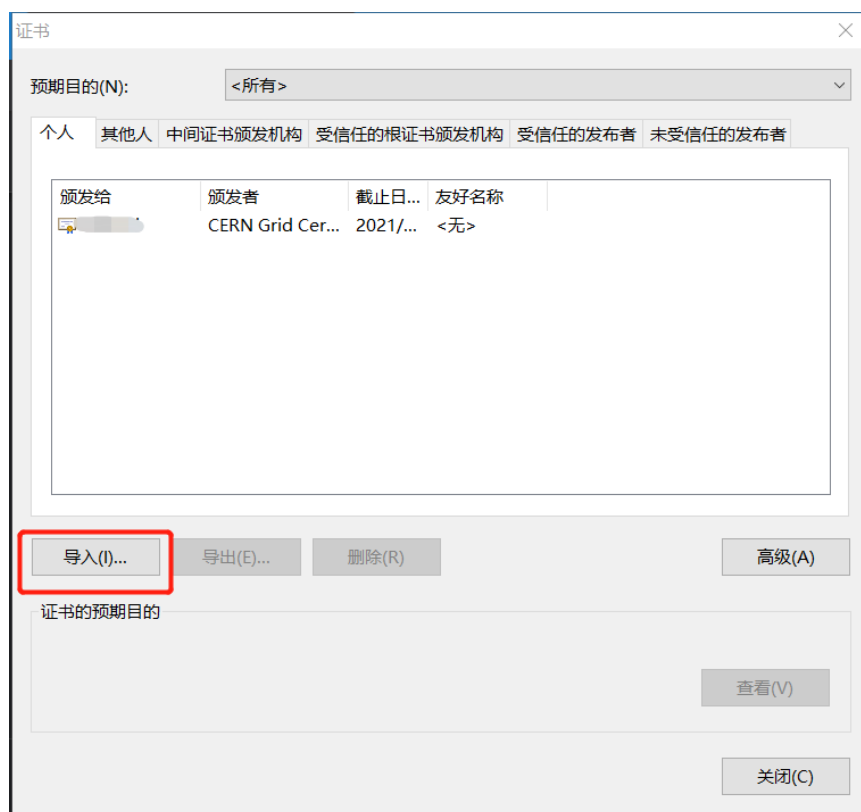 证书
预期目的(N): <所有>
个人 其他人 中间证书颁发机构 受信任的根证书颁发机构 受信任的发布者 未受信任的发布者
颁发给 颁发者 截止日... 友好名称
CERN Grid Cer... 2021/... <无>
导入(I)... 导出(E)... 删除(R) 高级(A)
证书的预期目的
查看(V)
关闭(C)